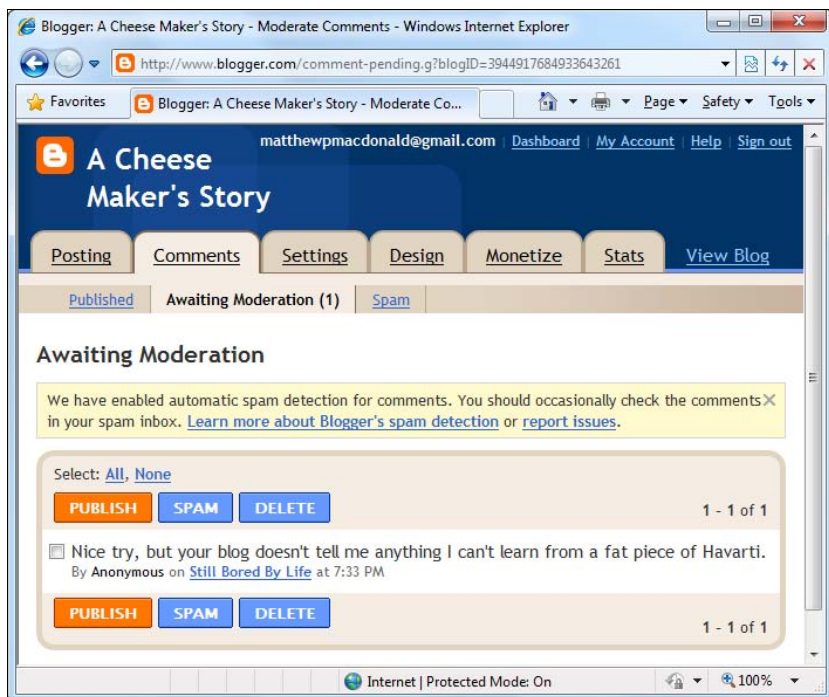 Blogger: A Cheese Maker's Story - Moderate Comments - Windows Internet Explorer
http://www.blogger.com/comment-pending.g?blogID=3944917684933643261
Favorites Blogger: A Cheese Maker's Story - Moderate Co... Page Safety Tools
matthewpmacdonald@gmail.com | Dashboard | My Account | Help | Sign out
A Cheese
Maker's Story
Posting Comments Settings Design Monetize Stats View Blog
Published Awaiting Moderation (1) Spam
Awaiting Moderation
We have enabled automatic spam detection for comments. You should occasionally check the comments
in your spam inbox. Learn more about Blogger's spam detection or report issues.
Select: All, None
PUBLISH SPAM DELETE 1 - 1 of 1
Nice try, but your blog doesn't tell me anything I can't learn from a fat piece of Havarti.
By Anonymous on Still Bored By Life at 7:33 PM
PUBLISH SPAM DELETE 1 - 1 of 1
Internet | Protected Mode: On 100%